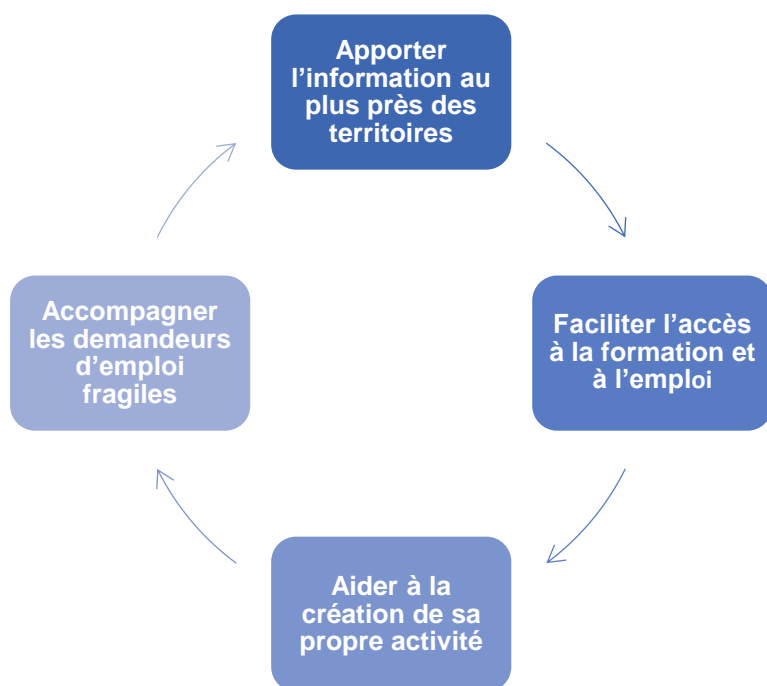 Apporter
l’information au
plus près des
territoires
Faciliter l’accès
à la formation et
à l’emploi
Aider à la
création de sa
propre activité
Accompagner
les demandeurs
d’emploi
fragiles